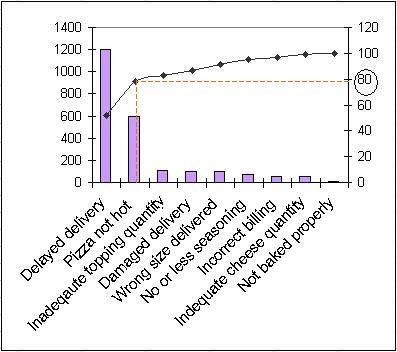 1400
1200
1000
800
600
400
200
0
120
100
80
60
40
20
0
Delayed delivery
Pizza not hot
Inadeqaute topping quantity
Damaged delivery
Wrong size delivered
No or less seasoning
Incorrect billing
Indequate cheese quantity
Not baked properly